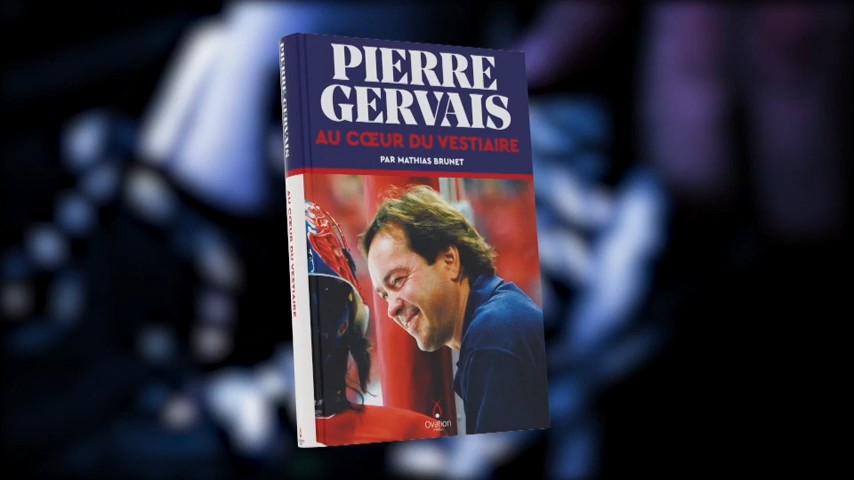 PIERRE
GERVAIS
AU CŒUR DU VESTIAIRE
PAR MATHIAS BRUNET
PIERRE GERVAIS
AU CŒUR DU VESTIAIRE
Ovation